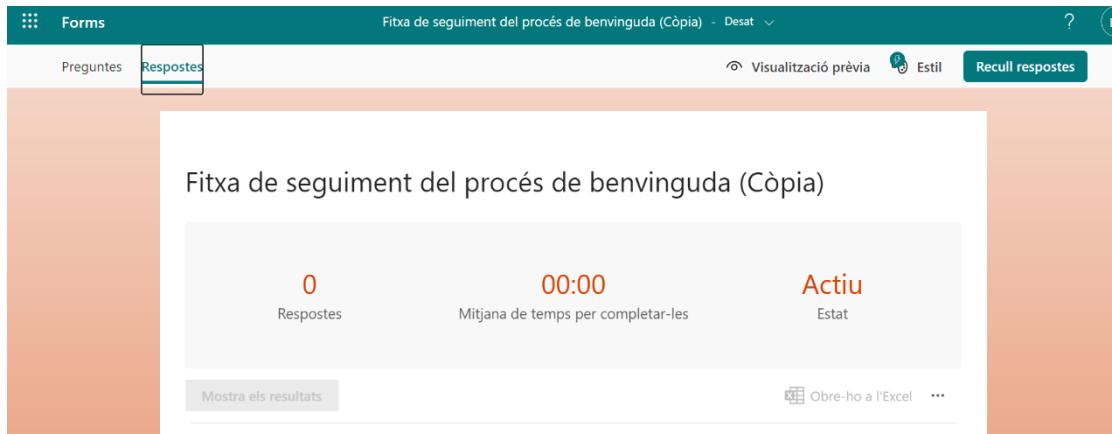 Forms
Fitxa de seguiment del procés de benvinguda (Còpia) - Desat
?
Preguntes
Respostes
Visualització prèvia
Estil
Recull respostes
Fitxa de seguiment del procés de benvinguda (Còpia)
0
Respostes
00:00
Mitjana de temps per completar-les
Actiu
Estat
Mostra els resultats
Obre-ho a l'Excel